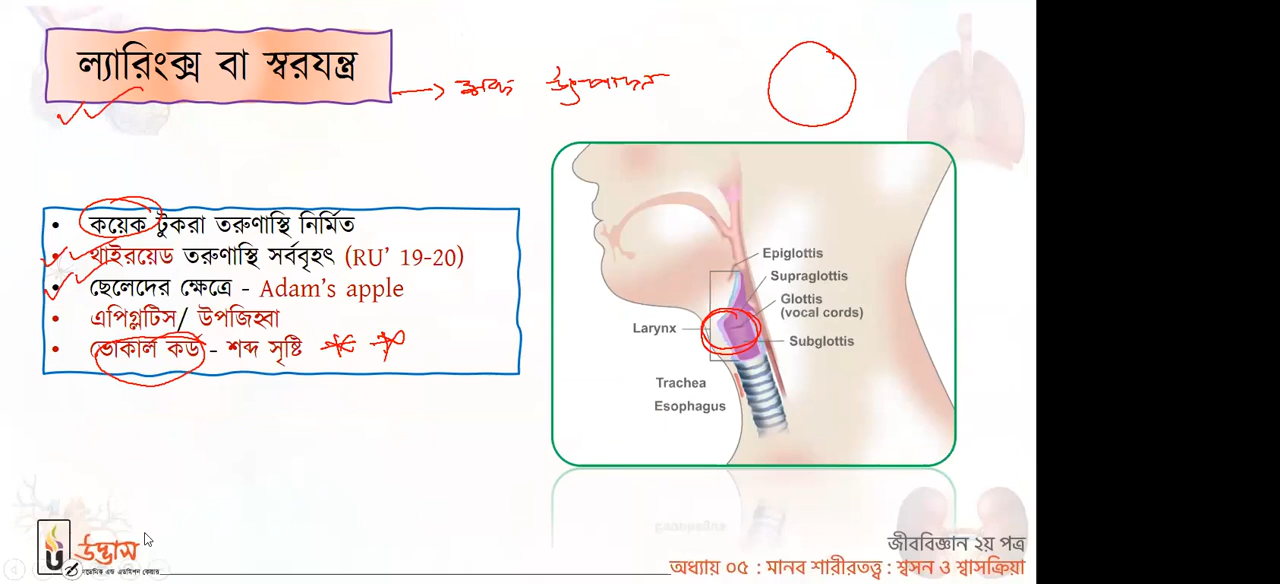 ল্যারিংক্স বা স্বরযন্ত্র
শব্দ উৎপাদন
• কয়েক টুকরা তরুণাস্থি নির্মিত
• থাইরয়েড তরুণাস্থি সর্ববৃহৎ (RU’ 19-20)
• ছেলেদের ক্ষেত্রে - Adam’s apple
• এপিগ্লটিস/ উপজিহ্বা
• ভোকাল কর্ড - শব্দ সৃষ্টি
Epiglottis
Supraglottis
Glottis
(vocal cords)
Larynx
Subglottis
Trachea
Esophagus
উদ্ভাস
জীববিজ্ঞান ২য় পত্র
অধ্যায় ০৫ : মানব শারীরতত্ত্ব : শ্বসন ও শ্বাসক্রিয়া